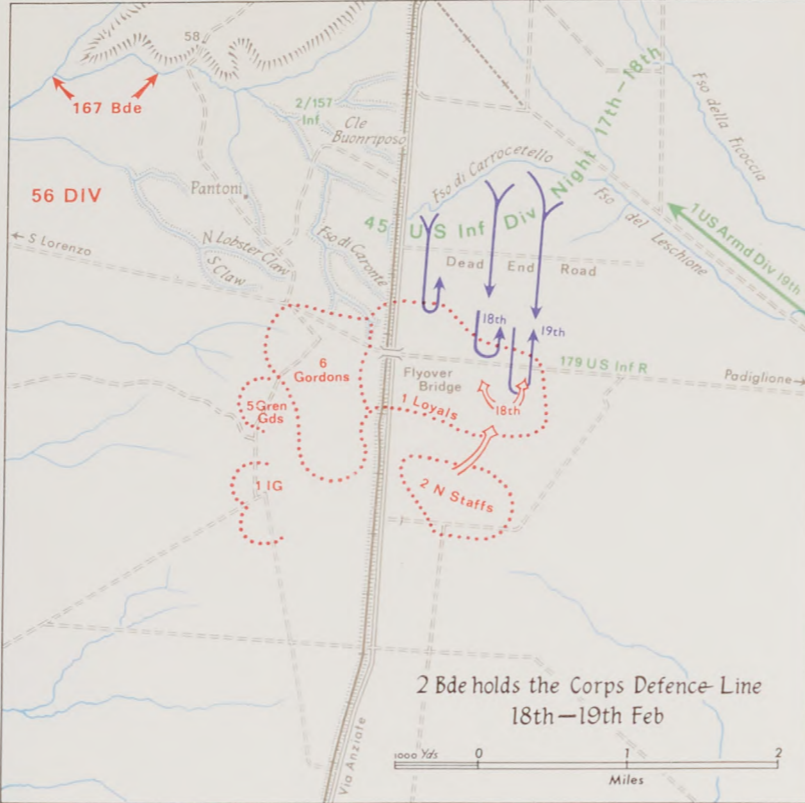 58
167 Bde
2/157
Inf
Cle
Buonriposo
Fso della Ficoccia
56 DIV
Pantoni
Fso di Carrocetello
45 US Inf Div Night 17th–18th
Fso del Leschione
1 US Armd Div 19th
← S Lorenzo
N Lobster Claw
S Claw
Fso di Caronte
Dead End Road
18th
19th
179 US Inf R
Padiglione →
6
Gordons
Flyover
Bridge
5 Gren
Gds
1 Loyals
18th
1 IG
2 N Staffs
2 Bde holds the Corps Defence Line
18th—19th Feb
Via Anziate
1000 Yds 0 1 2
Miles